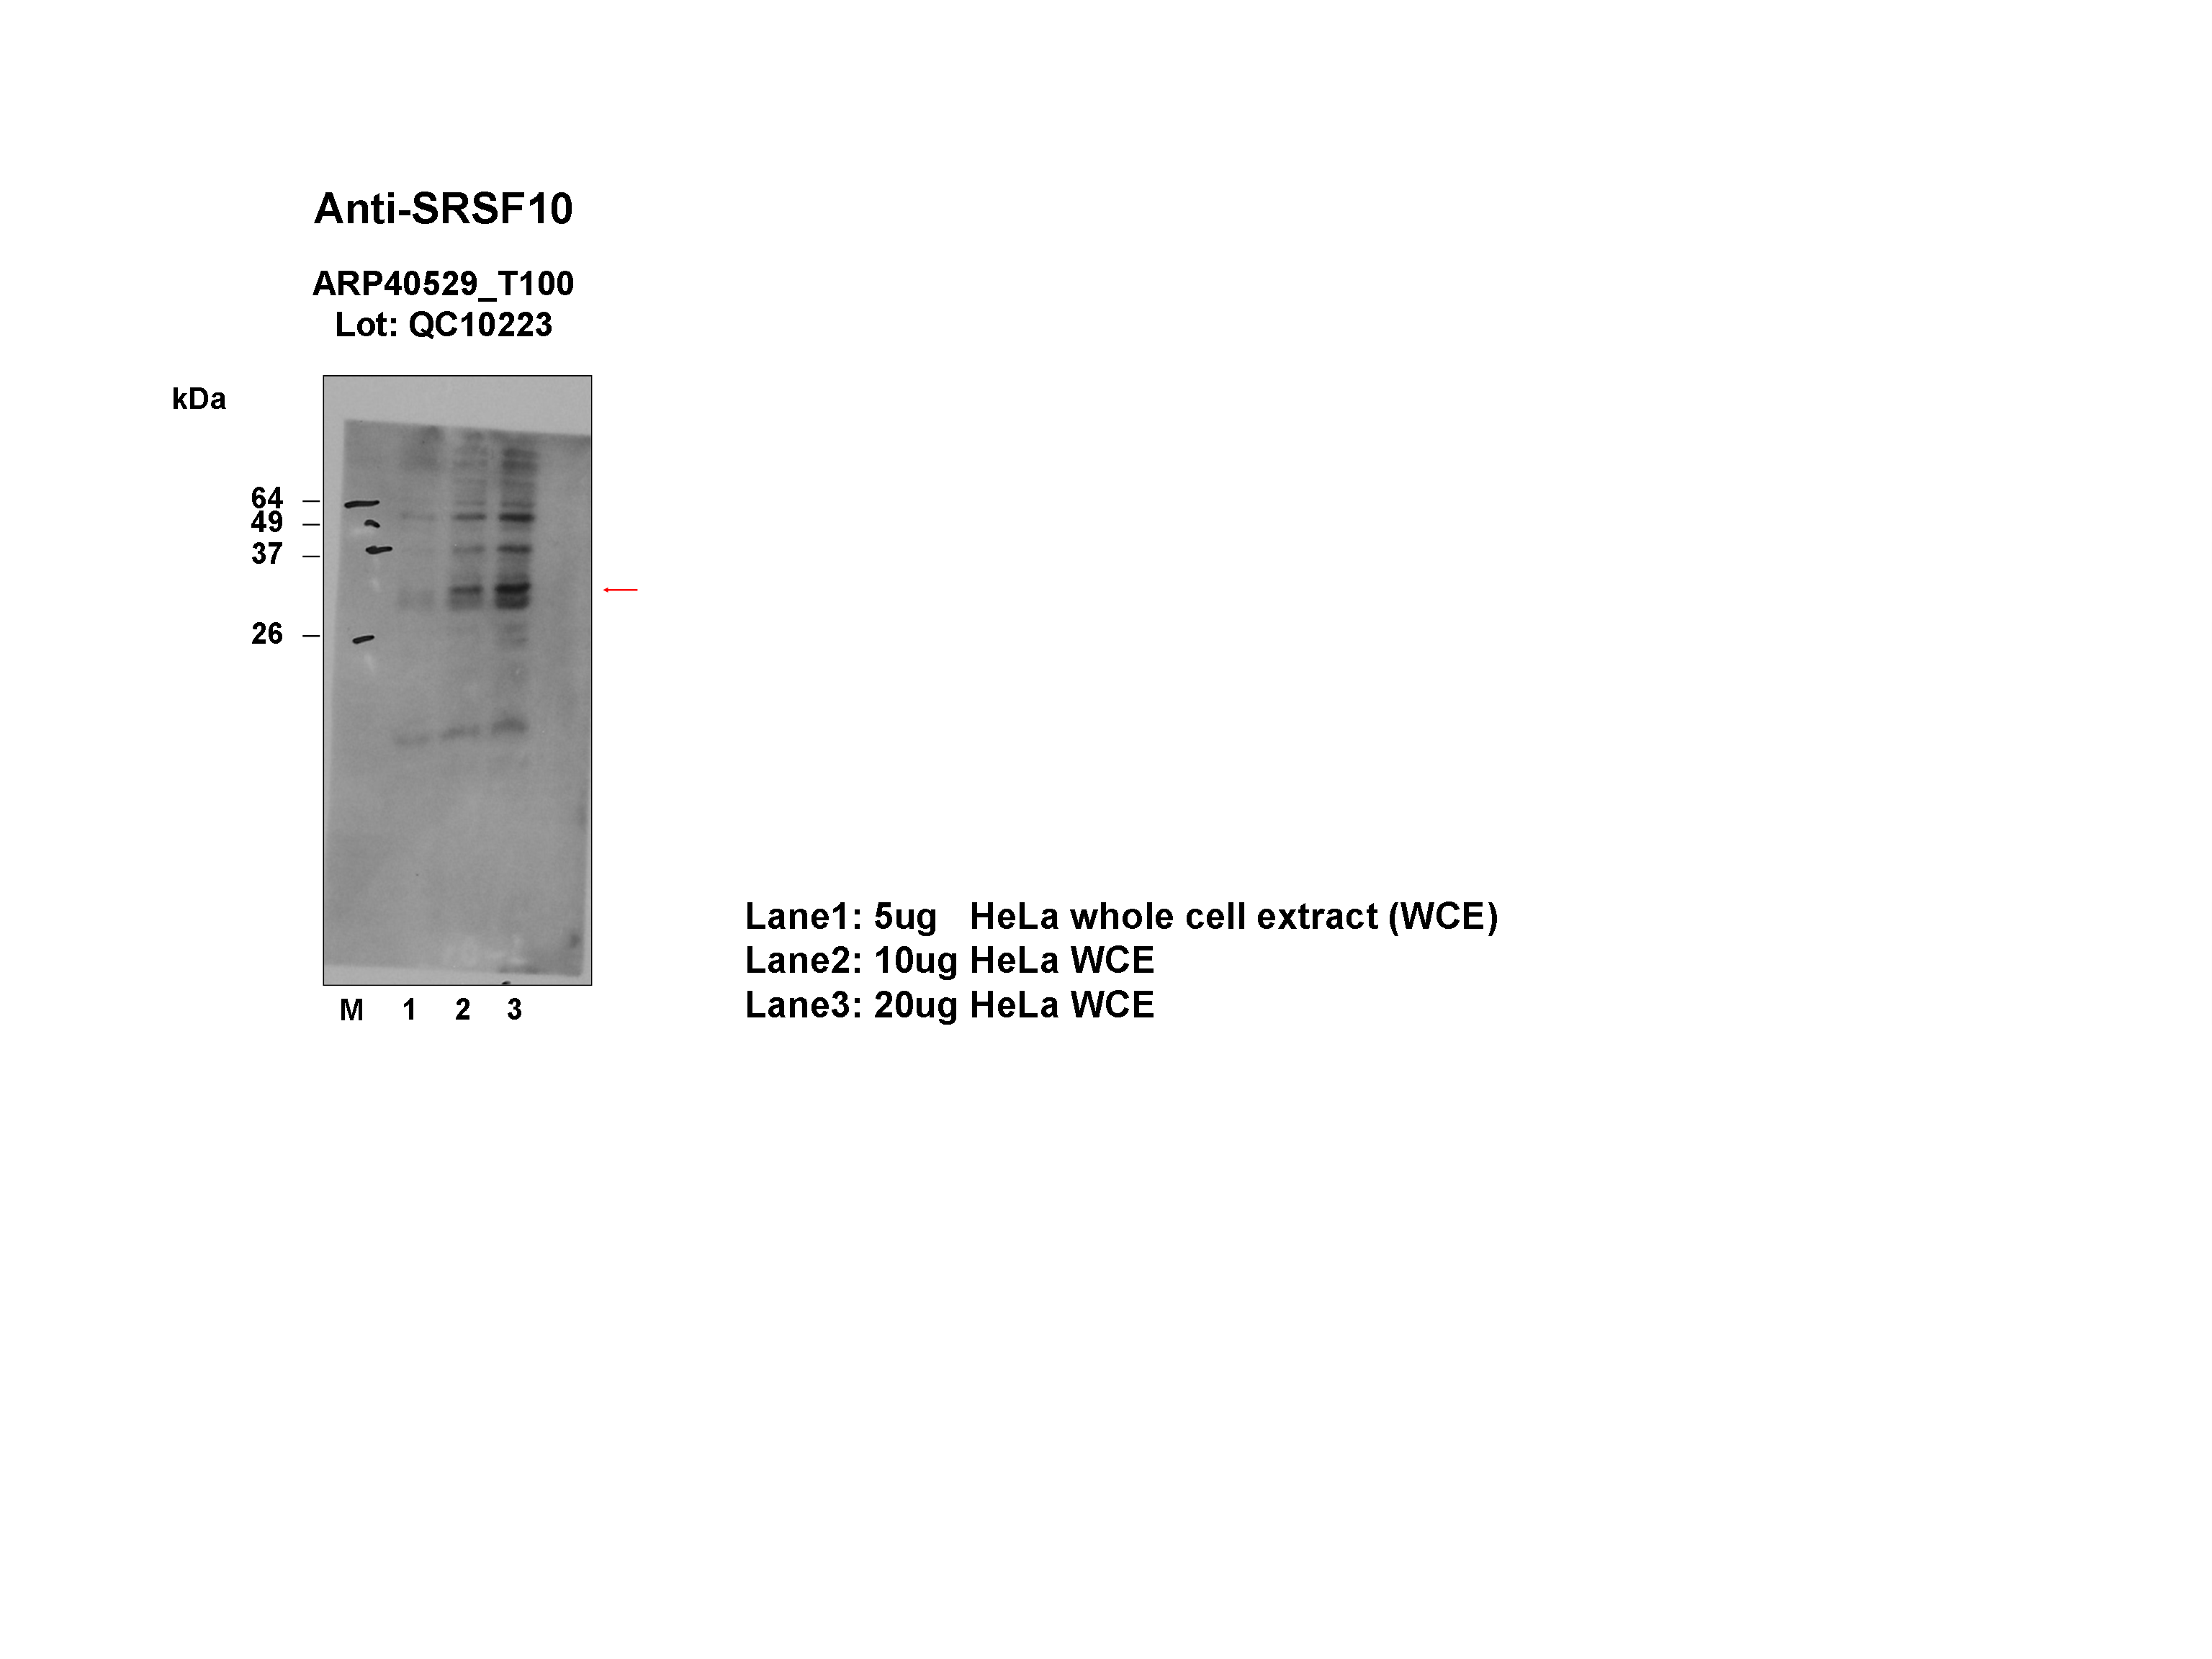 Anti-SRSF10
ARP40529_T100
Lot: QC10223
kDa
64
49
37
26
M 1 2 3
Lane1: 5ug HeLa whole cell extract (WCE)
Lane2: 10ug HeLa WCE
Lane3: 20ug HeLa WCE